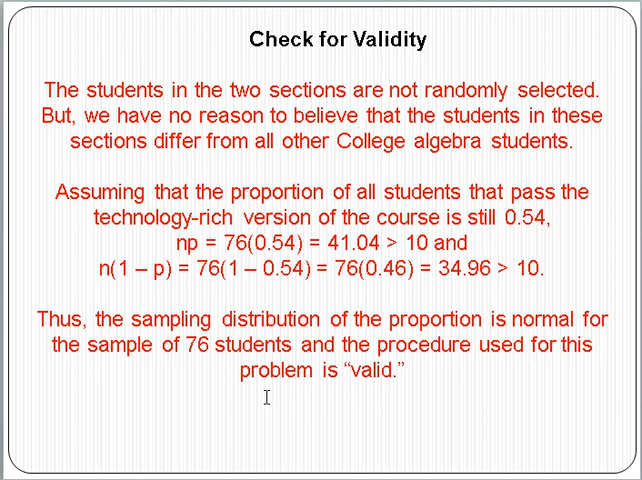 Check for Validity
The students in the two sections are not randomly selected.
But, we have no reason to believe that the students in these
sections differ from all other College algebra students.
Assuming that the proportion of all students that pass the
technology-rich version of the course is still 0.54,
np = 76(0.54) = 41.04 > 10 and
n(1 – p) = 76(1 – 0.54) = 76(0.46) = 34.96 > 10.
Thus, the sampling distribution of the proportion is normal for
the sample of 76 students and the procedure used for this
problem is “valid.”